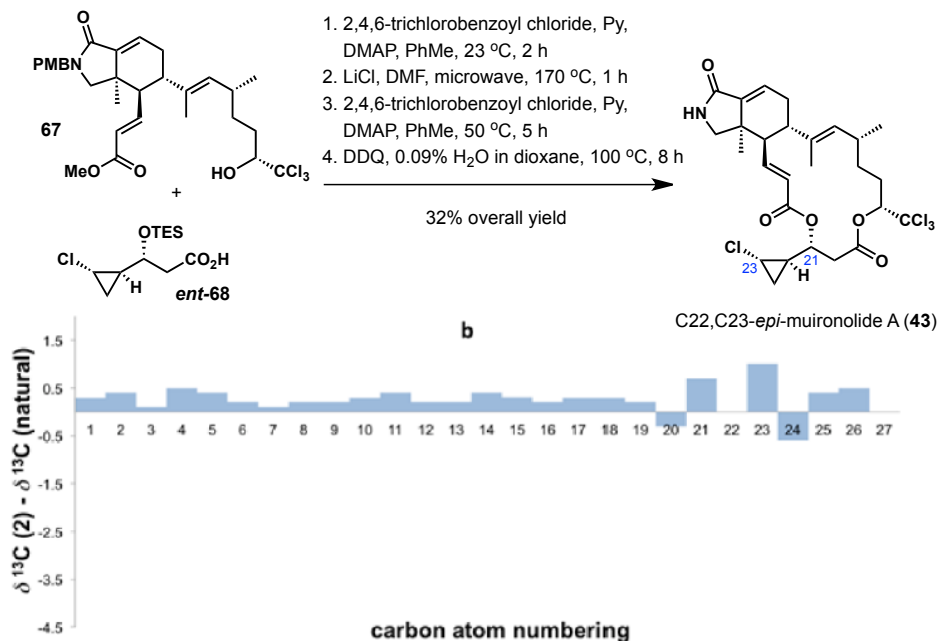 O
PMBN
67
MeO
O
HO
CCl3
+
OTES
Cl
CO2H
H
ent-68
1. 2,4,6-trichlorobenzoyl chloride, Py,
DMAP, PhMe, 23 °C, 2 h
2. LiCl, DMF, microwave, 170 °C, 1 h
3. 2,4,6-trichlorobenzoyl chloride, Py,
DMAP, PhMe, 50 °C, 5 h
4. DDQ, 0.09% H2O in dioxane, 100 °C, 8 h
32% overall yield
O
HN
O
O
O
CCl3
Cl
23
21
H
O
C22,C23-epi-muironolide A (43)
b
δ 13C (2) - δ 13C (natural)
1.5
0.5
-0.5
-1.5
-2.5
-3.5
-4.5
1 2 3 4 5 6 7 8 9 10 11 12 13 14 15 16 17 18 19 20 21 22 23 24 25 26 27
carbon atom numbering